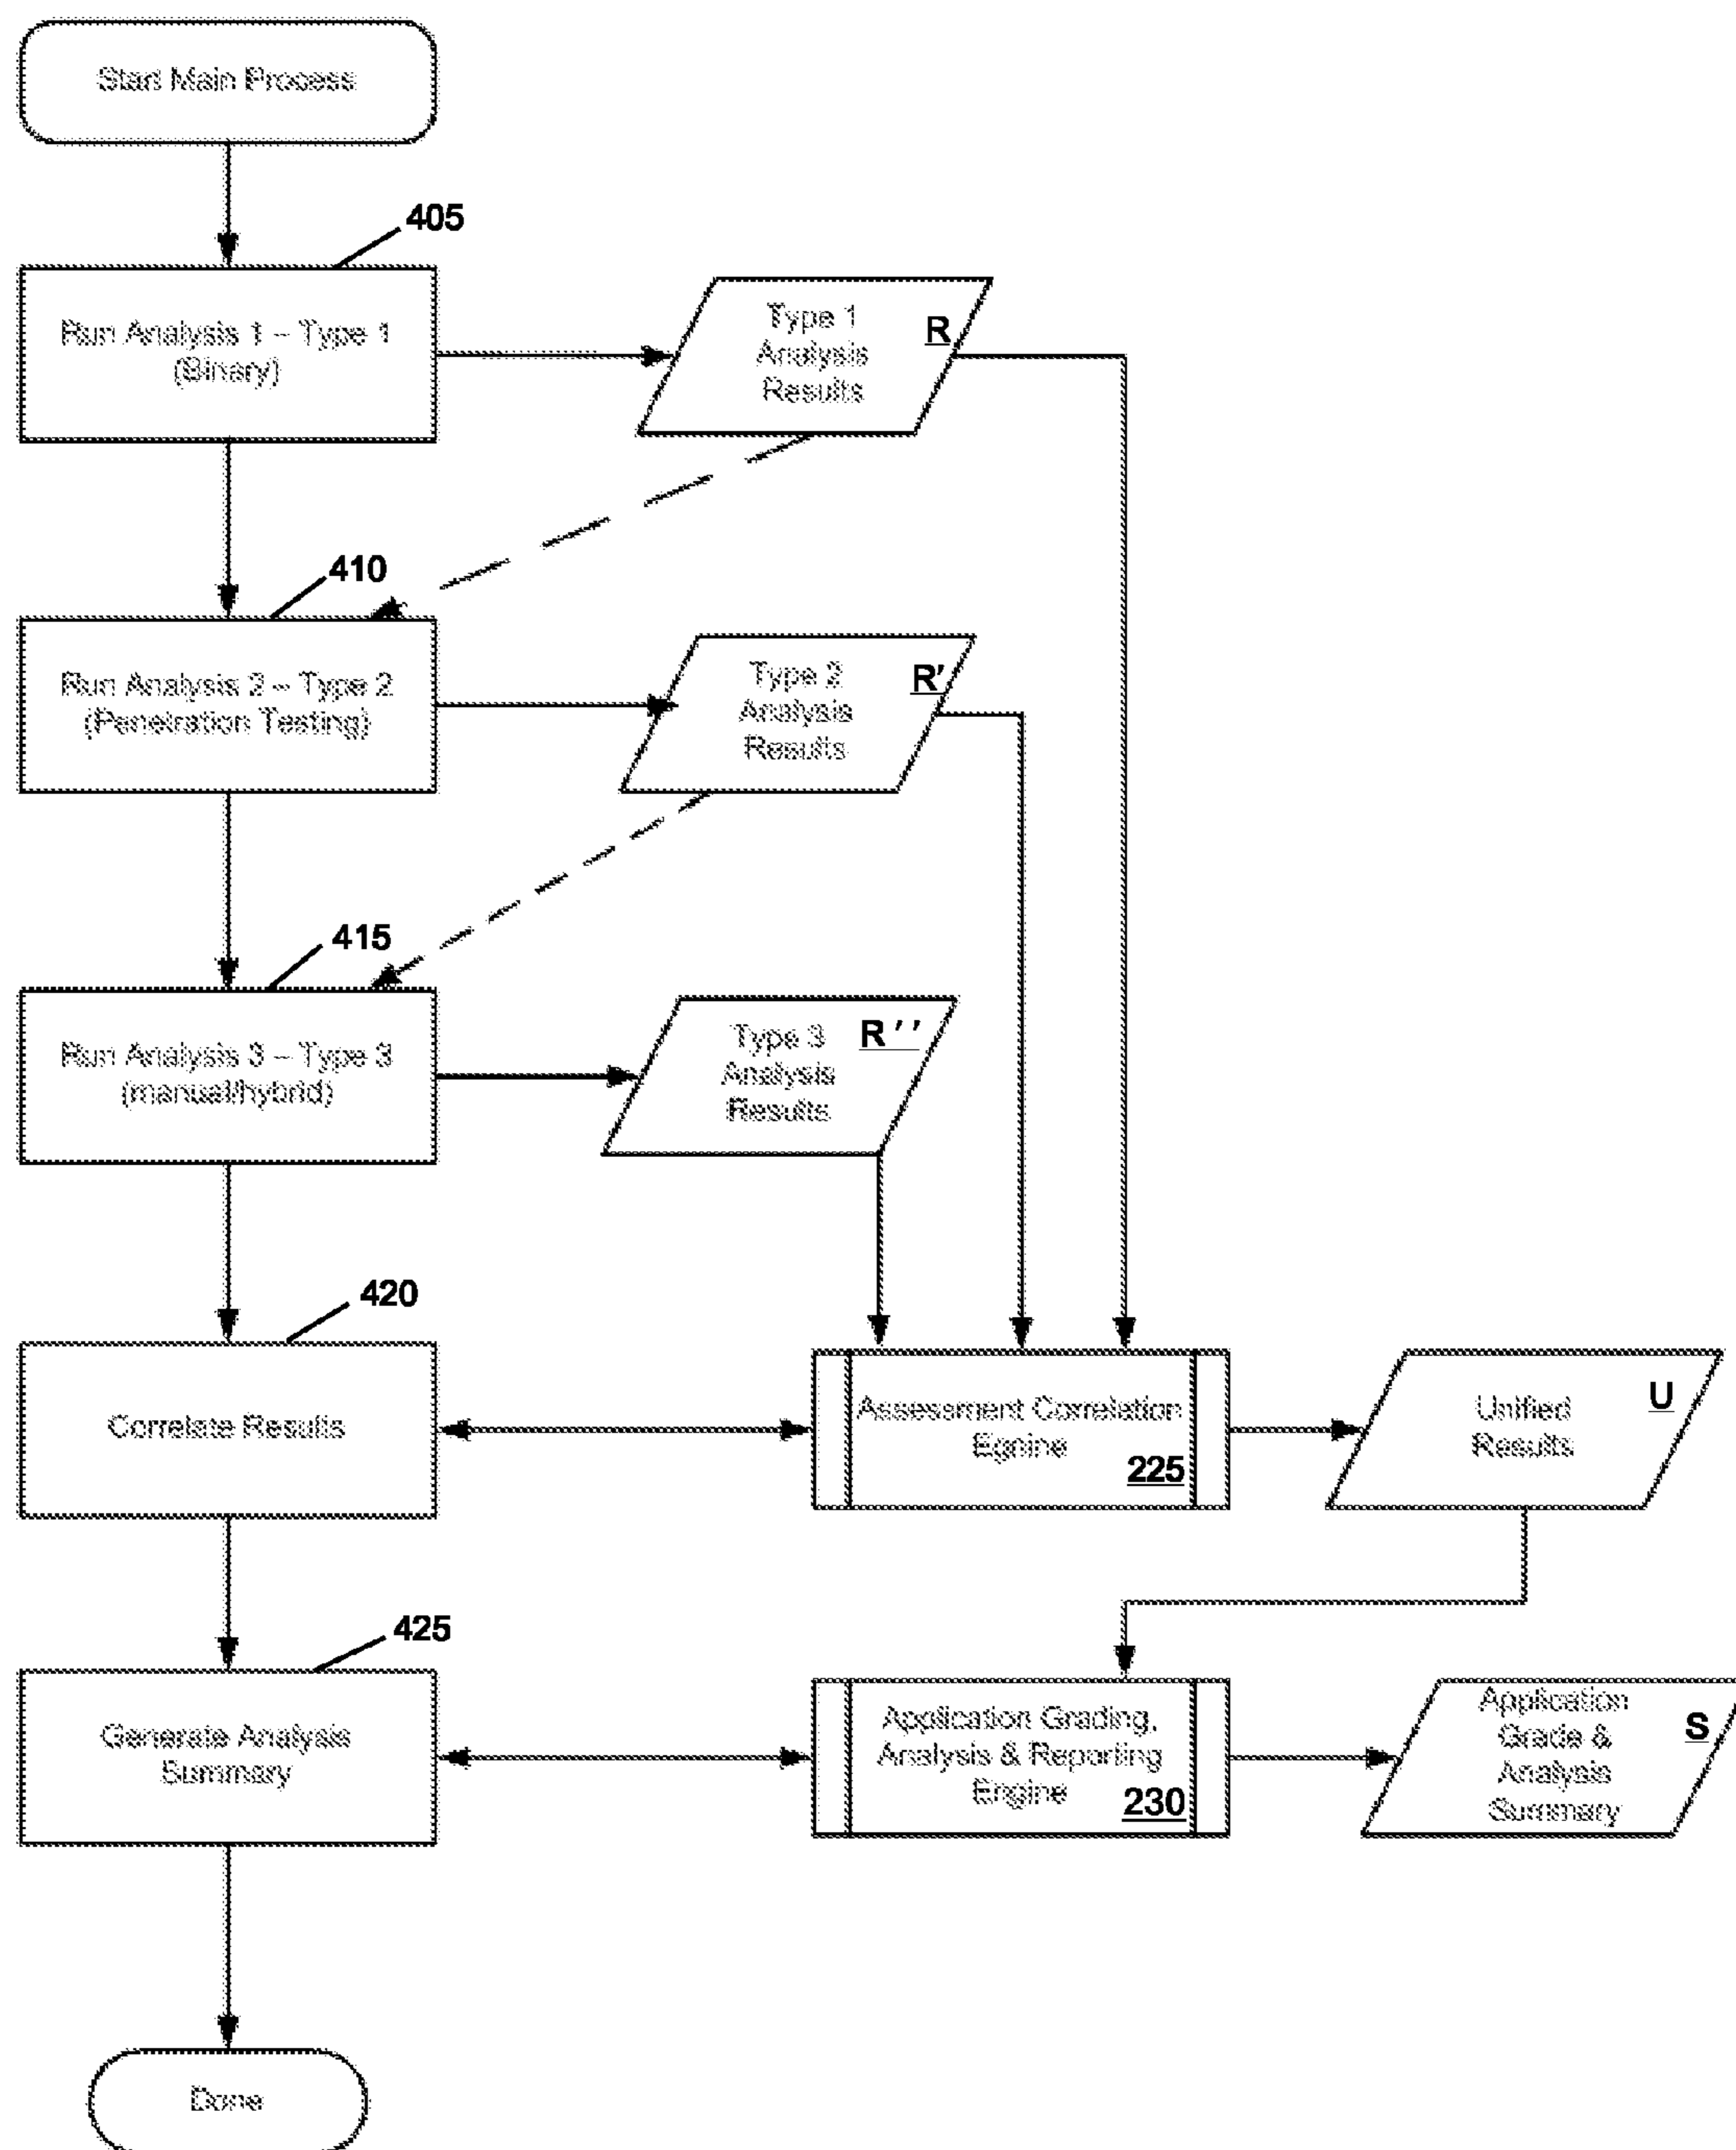 Start Main Process
405
Run Analysis 1 – Type 1
(Binary)
Type 1
Analysis
Results
R
410
Run Analysis 2 – Type 2
(Penetration Testing)
Type 2
Analysis
Results
R'
415
Run Analysis 3 – Type 3
(manual/hybrid)
Type 3
Analysis
Results
R''
420
Correlate Results
Assessment Correlation
Egnine
225
Unified
Results
U
425
Generate Analysis
Summary
Application Grading,
Analysis & Reporting
Engine
230
Application
Grade &
Analysis
Summary
S
Done